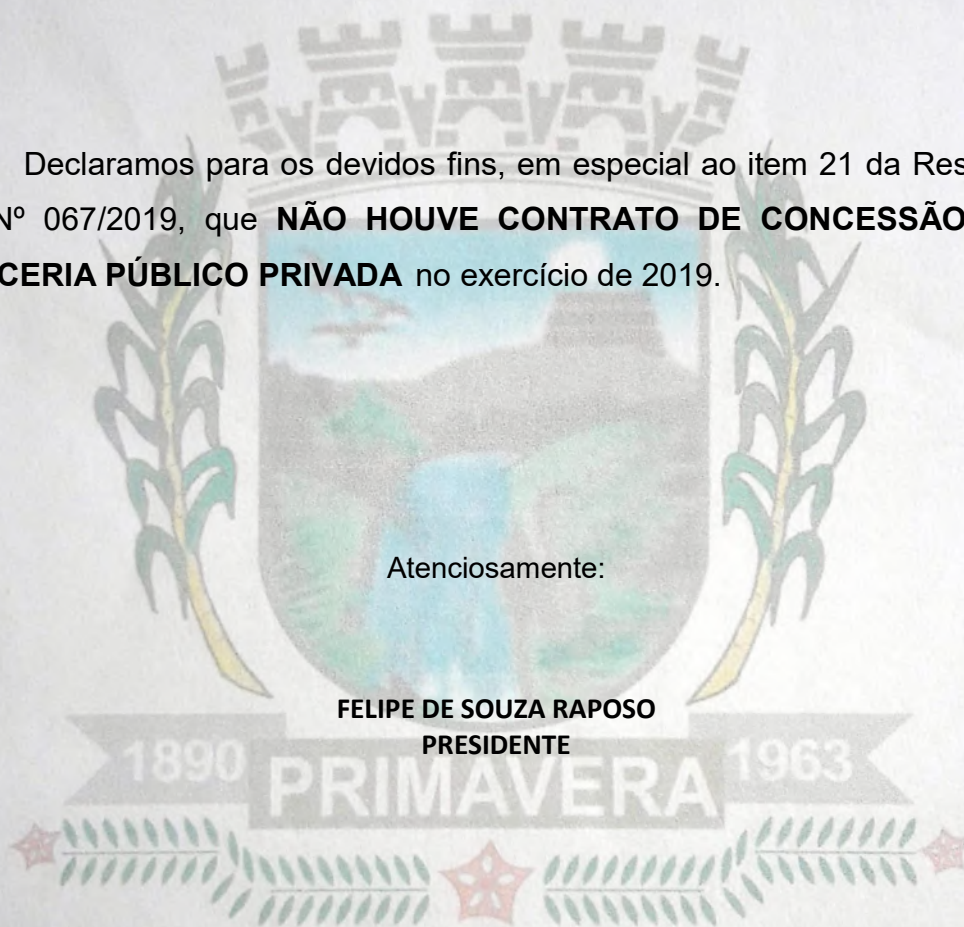 Declaramos para os devidos fins, em especial ao item 21 da Res
Nº 067/2019, que NÃO HOUVE CONTRATO DE CONCESSÃO
CERIA PÚBLICO PRIVADA no exercício de 2019.
Atenciosamente:
FELIPE DE SOUZA RAPOSO
PRESIDENTE
1890 PRIMAVERA 1963